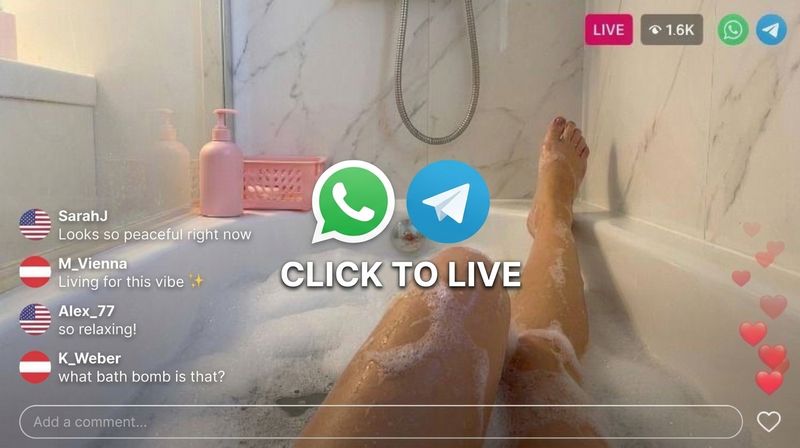 LIVE
1.6K
CLICK TO LIVE
SarahJ
Looks so peaceful right now
M_Vienna
Living for this vibe ✨
Alex_77
so relaxing!
K_Weber
what bath bomb is that?
Add a comment...